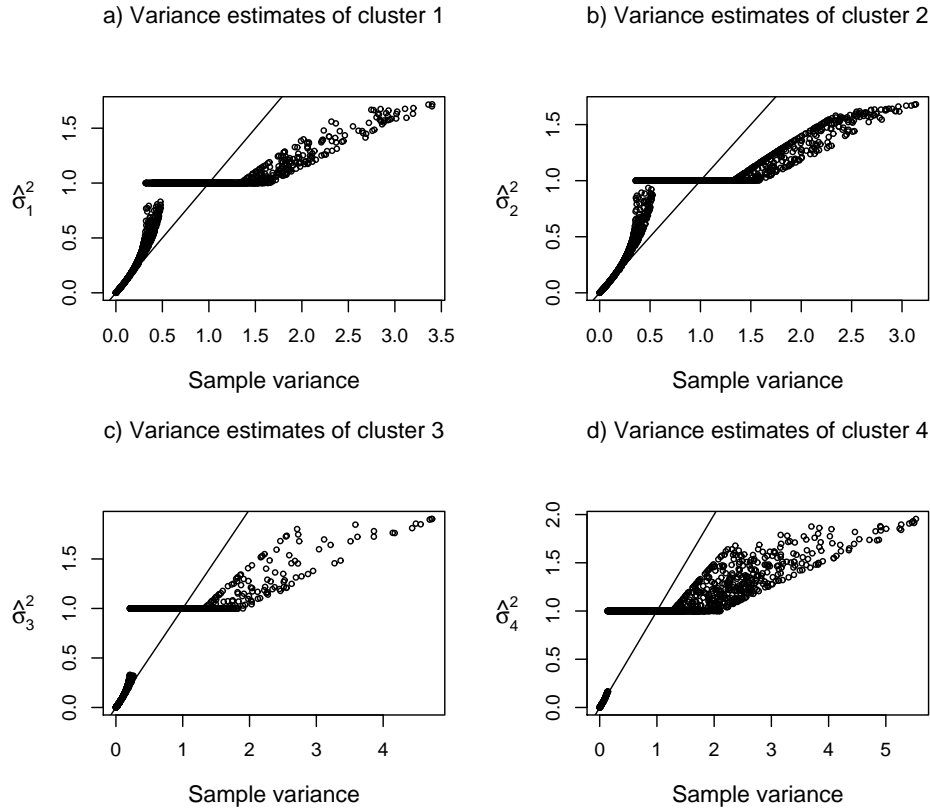 a) Variance estimates of cluster 1
σ̂₁²
0.0 0.5 1.0 1.5
0.0 0.5 1.0 1.5 2.0 2.5 3.0 3.5
Sample variance
b) Variance estimates of cluster 2
σ̂₂²
0.0 0.5 1.0 1.5
0.0 0.5 1.0 1.5 2.0 2.5 3.0
Sample variance
c) Variance estimates of cluster 3
σ̂₃²
0.0 0.5 1.0 1.5
0 1 2 3 4
Sample variance
d) Variance estimates of cluster 4
σ̂₄²
0.0 0.5 1.0 1.5 2.0
0 1 2 3 4 5
Sample variance